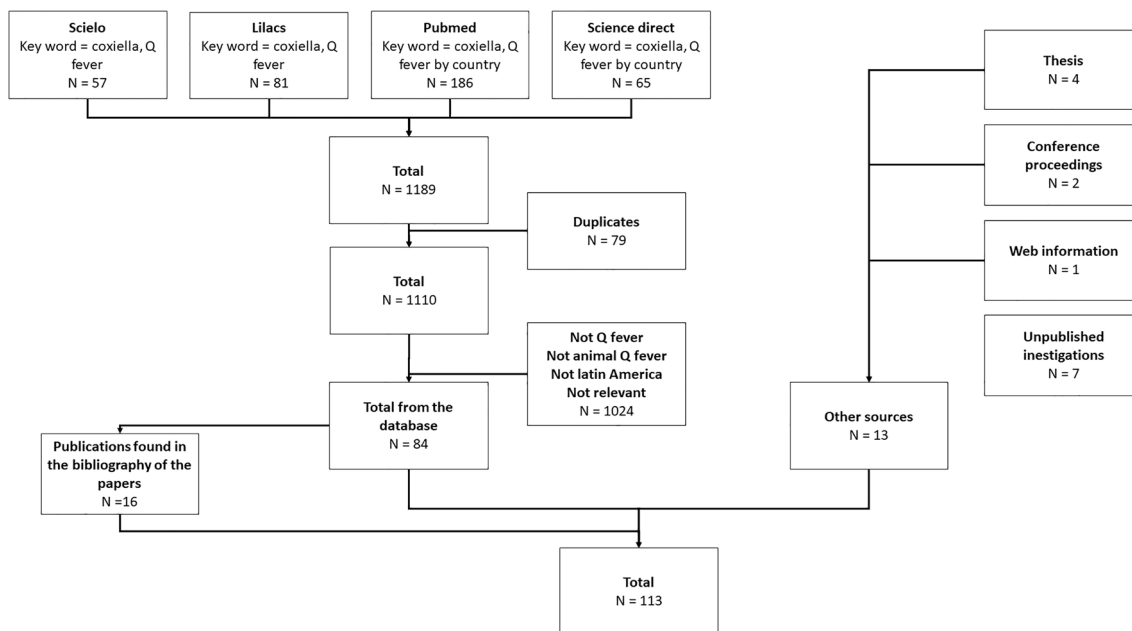 Scielo
Key word = coxiella, Q
fever
N = 57
Lilacs
Key word = coxiella, Q
fever
N = 81
Pubmed
Key word = coxiella, Q
fever by country
N = 186
Science direct
Key word = coxiella, Q
fever by country
N = 65
Total
N = 1189
Duplicates
N = 79
Total
N = 1110
Not Q fever
Not animal Q fever
Not latin America
Not relevant
N = 1024
Total from the
database
N = 84
Publications found in
the bibliography of the
papers
N =16
Thesis
N = 4
Conference
proceedings
N = 2
Web information
N = 1
Unpublished
inestigations
N = 7
Other sources
N = 13
Total
N = 113